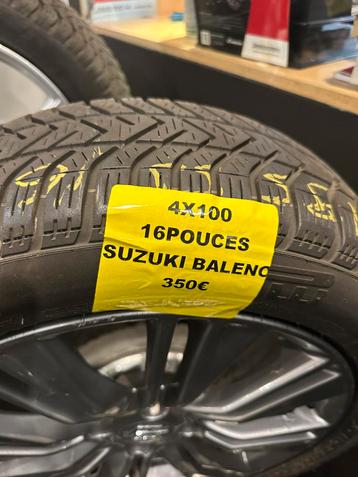 4X100
16POUCES
SUZUKI BALENO
350€